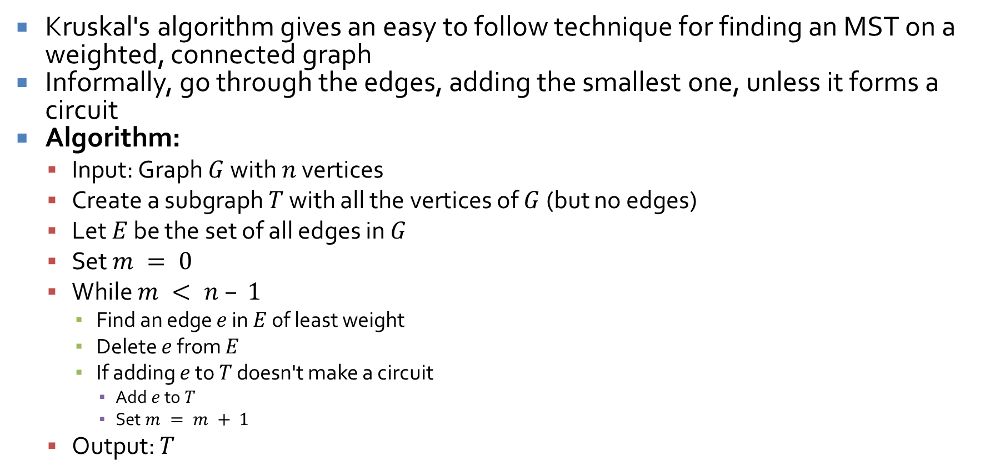 Kruskal's algorithm gives an easy to follow technique for finding an MST on a
weighted, connected graph
Informally, go through the edges, adding the smallest one, unless it forms a
circuit
Algorithm:
Input: Graph G with n vertices
Create a subgraph T with all the vertices of G (but no edges)
Let E be the set of all edges in G
Set m = 0
While m < n – 1
Find an edge e in E of least weight
Delete e from E
If adding e to T doesn't make a circuit
Add e to T
Set m = m + 1
Output: T